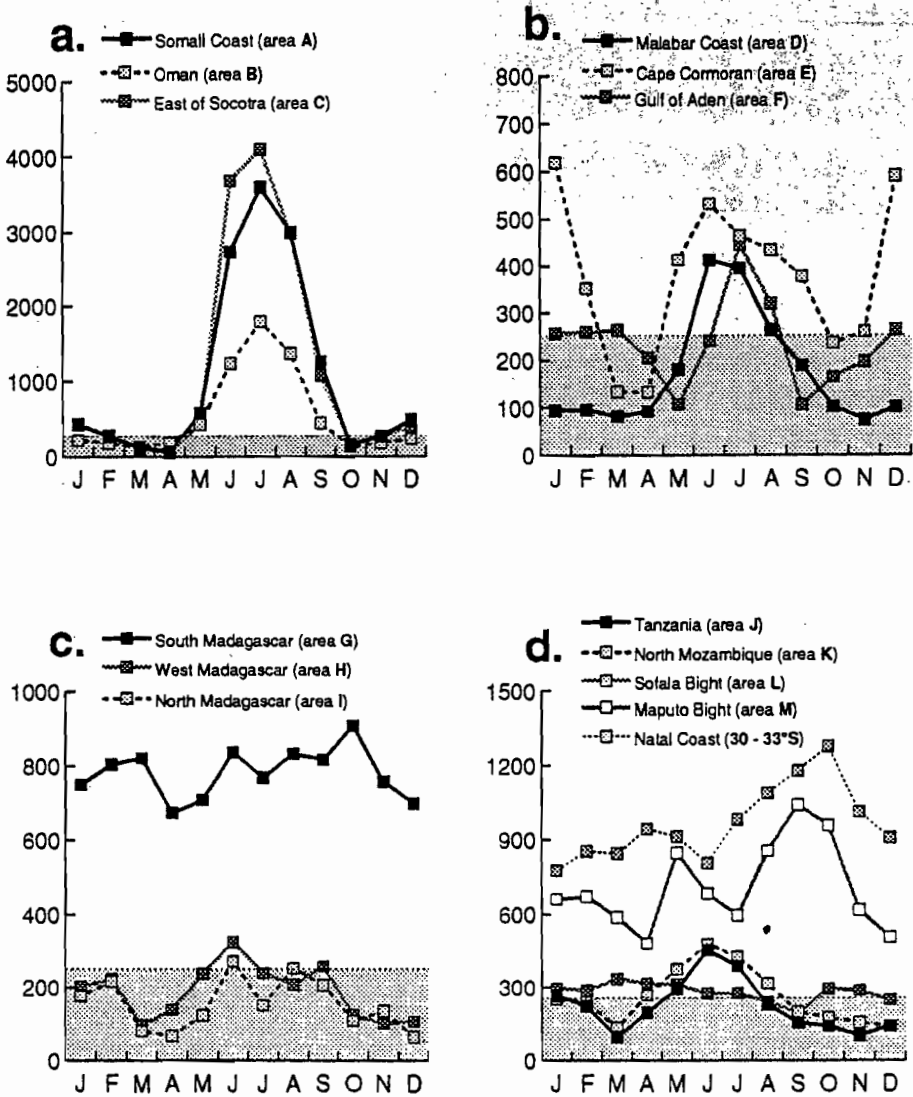 a.
Somali Coast (area A)
Oman (area B)
East of Socotra (area C)
5000
4000
3000
2000
1000
0
J F M A M J J A S O N D
b.
Malabar Coast (area D)
Cape Cormoran (area E)
Gulf of Aden (area F)
800
700
600
500
400
300
200
100
0
J F M A M J J A S O N D
c.
South Madagascar (area G)
West Madagascar (area H)
North Madagascar (area I)
1000
800
600
400
200
0
J F M A M J J A S O N D
d.
Tanzania (area J)
North Mozambique (area K)
Sofala Bight (area L)
Maputo Bight (area M)
Natal Coast (30 - 33°S)
1500
1200
900
600
300
0
J F M A M J J A S O N D